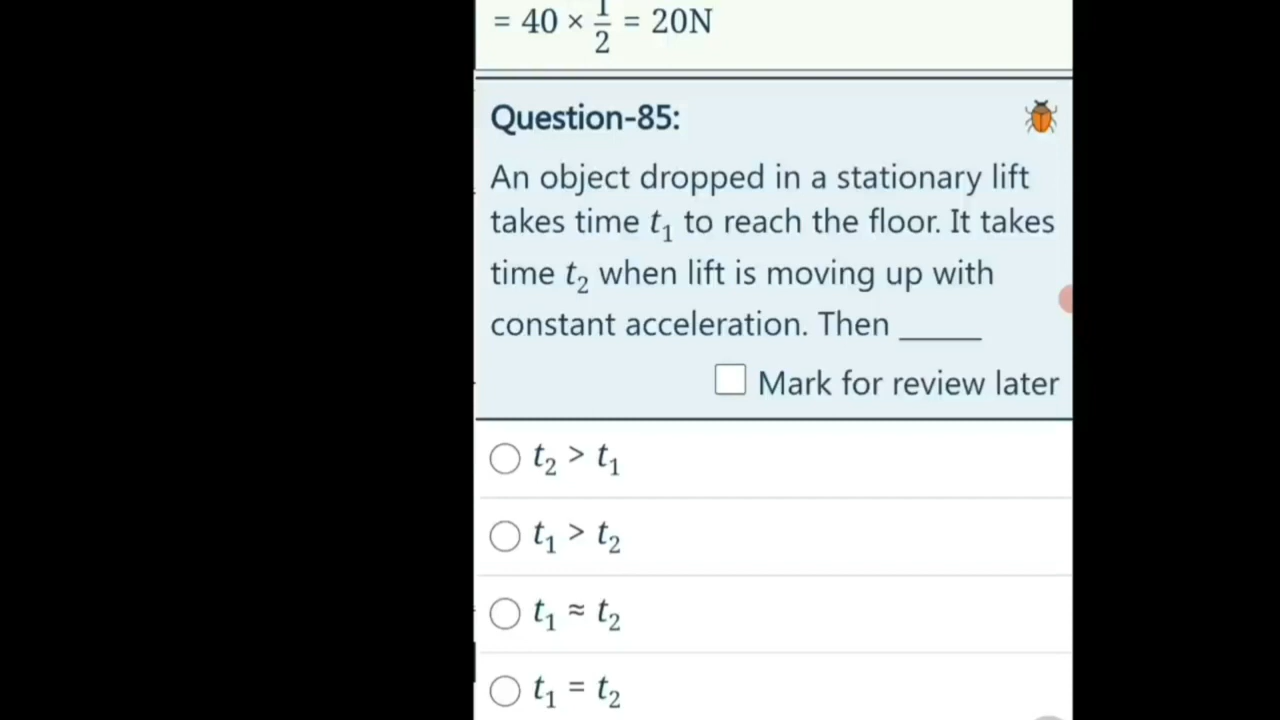 = 40 × 1/2 = 20N
Question-85:
An object dropped in a stationary lift
takes time t₁ to reach the floor. It takes
time t₂ when lift is moving up with
constant acceleration. Then _____
Mark for review later
t₂ > t₁
t₁ > t₂
t₁ ≈ t₂
t₁ = t₂